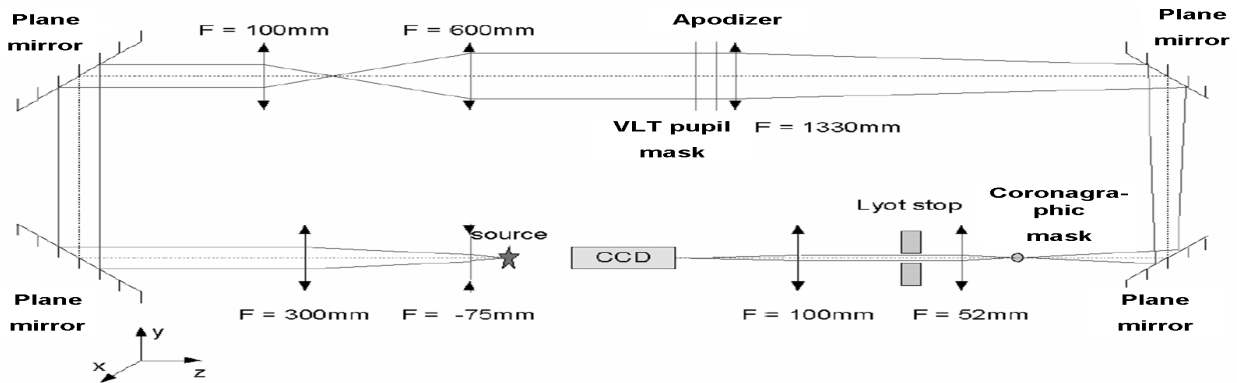 Plane
mirror
F = 100mm
F = 600mm
Apodizer
Plane
mirror
VLT pupil
mask
F = 1330mm
Lyot stop
Coronagra-
phic
mask
source
CCD
Plane
mirror
F = 300mm
F = -75mm
F = 100mm
F = 52mm
Plane
mirror
y
x
z